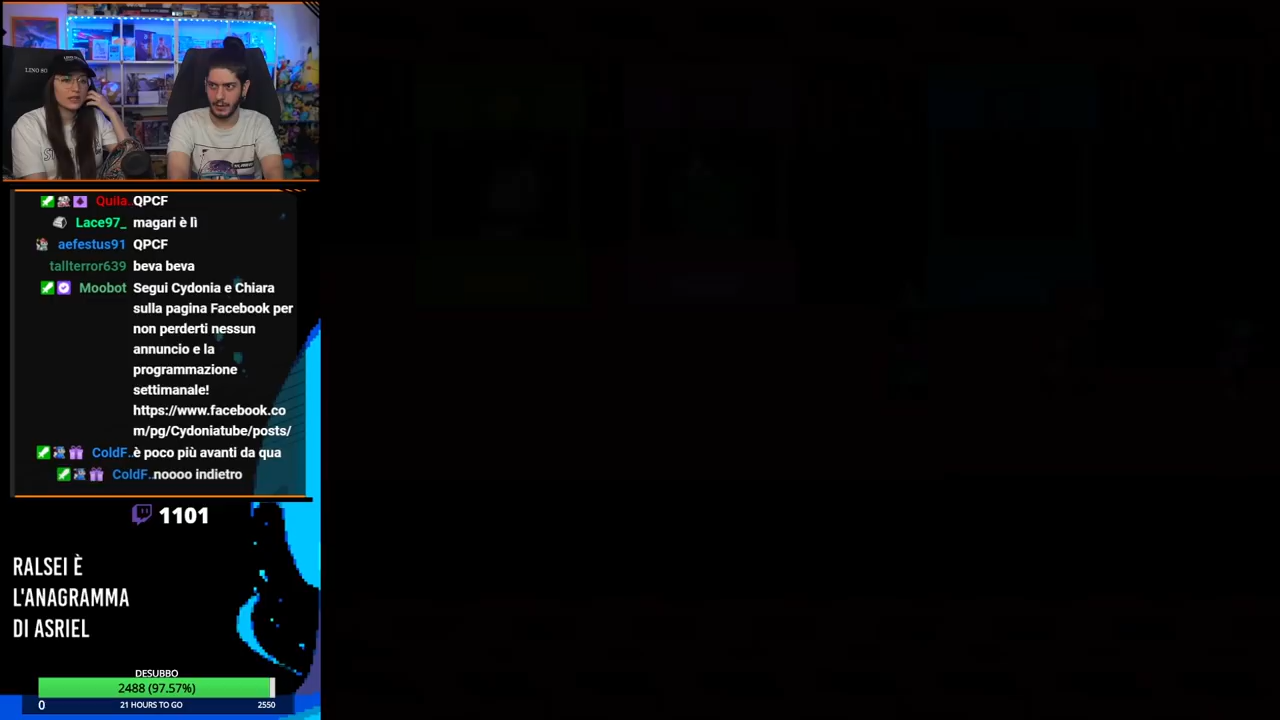 Quila.. QPCF
Lace97_ magari è lì
aefestus91 QPCF
tallterror639 beva beva
Moobot Segui Cydonia e Chiara
sulla pagina Facebook per
non perderti nessun
annuncio e la
programmazione
settimanale!
https://www.facebook.co
m/pg/Cydoniatube/posts/
ColdF.. è poco più avanti da qua
ColdF.. noooo indietro
1101
RALSEI È
L'ANAGRAMMA
DI ASRIEL
DESUBBO
2488 (97.57%)
0 21 HOURS TO GO 2550